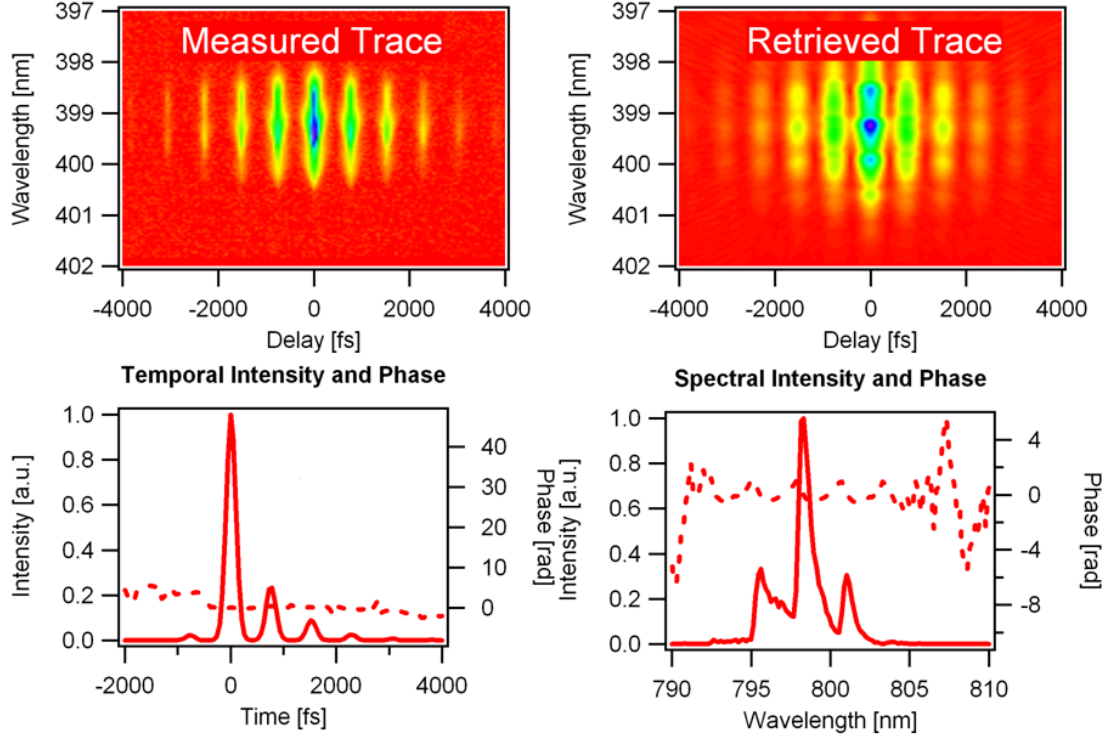 Measured Trace
Wavelength [nm]
397
398
399
400
401
402
-4000 -2000 0 2000 4000
Delay [fs]
Retrieved Trace
Wavelength [nm]
397
398
399
400
401
402
-4000 -2000 0 2000 4000
Delay [fs]
Temporal Intensity and Phase
Intensity [a.u.]
1.0
0.8
0.6
0.4
0.2
0.0
40
30
20
10
0
Phase [rad]
-2000 0 2000 4000
Time [fs]
Spectral Intensity and Phase
Intensity [a.u.]
1.0
0.8
0.6
0.4
0.2
0.0
4
0
-4
-8
Phase [rad]
790 795 800 805 810
Wavelength [nm]